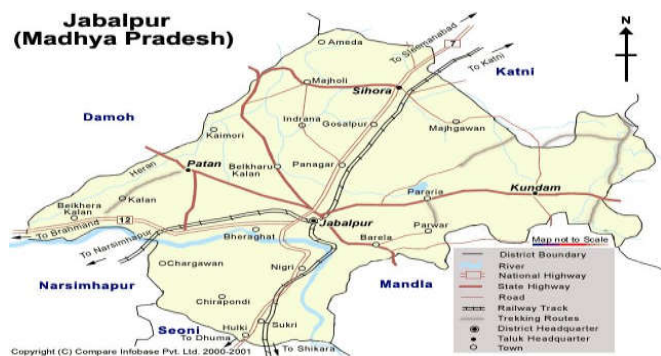 Jabalpur
(Madhya Pradesh)
N
Ameda
To Sleemanabad
7
To Katni
Katni
Majholi
Sihora
Damoh
Indrana
Gosalpur
Majhgawan
Kaimori
Heran
Patan
Belkharu
Kalan
Panagar
Kundam
Belkhera
Kalan
Kalan
Pararia
12
Jabalpur
To Brahmand
Bheraghat
Parwar
To Narsimhapur
Barela
Map not to Scale
Chargawan
Nigri
Narsimhapur
Mandla
Chirapondi
Seoni
Hulki
Sukri
To Dhuma
To Shikara
District Boundary
River
National Highway
State Highway
Road
Railway Track
Trekking Routes
District Headquarter
Taluk Headquarter
Town
Copyright (C) Compare Infobase Pvt. Ltd. 2000-2001